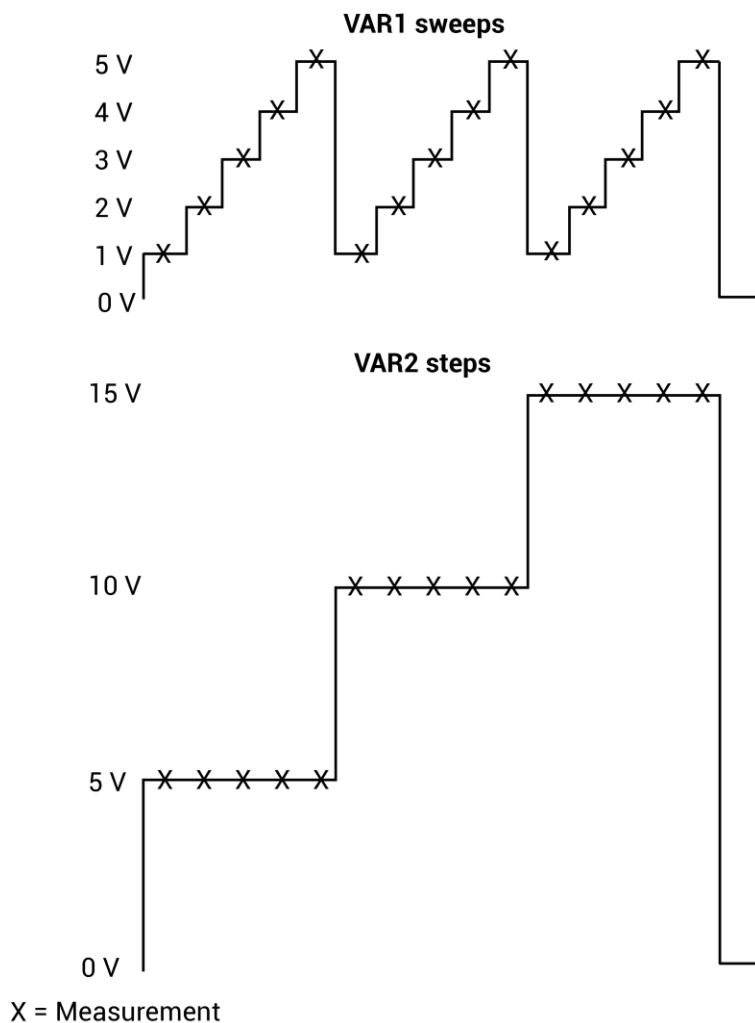 VAR1 sweeps
5 V
4 V
3 V
2 V
1 V
0 V
VAR2 steps
15 V
10 V
5 V
0 V
X = Measurement